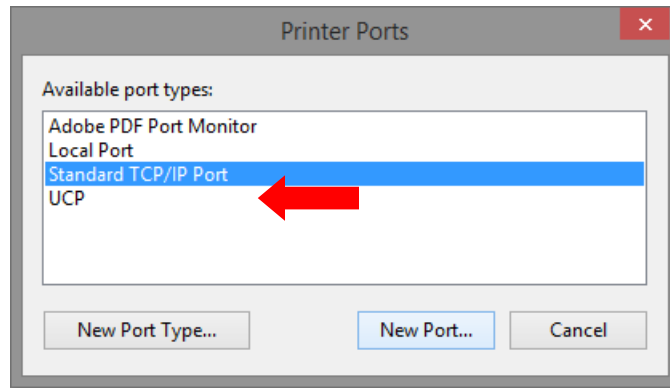 Printer Ports
Available port types:
Adobe PDF Port Monitor
Local Port
Standard TCP/IP Port
UCP
New Port Type... New Port... Cancel